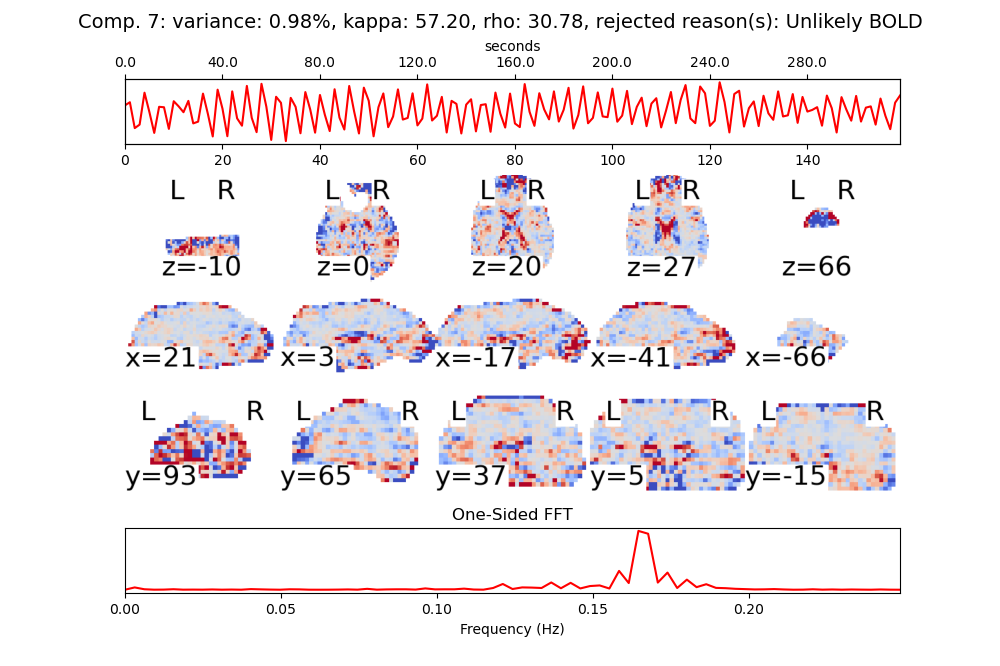 Comp. 7: variance: 0.98%, kappa: 57.20, rho: 30.78, rejected reason(s): Unlikely BOLD
seconds
0.0 40.0 80.0 120.0 160.0 200.0 240.0 280.0
0 20 40 60 80 100 120 140
L R L R L R L R L R
z=-10 z=0 z=20 z=27 z=66
x=21 x=3 x=-17 x=-41 x=-66
L R L R L R L R L R
y=93 y=65 y=37 y=5 y=-15
One-Sided FFT
0.00 0.05 0.10 0.15 0.20
Frequency (Hz)